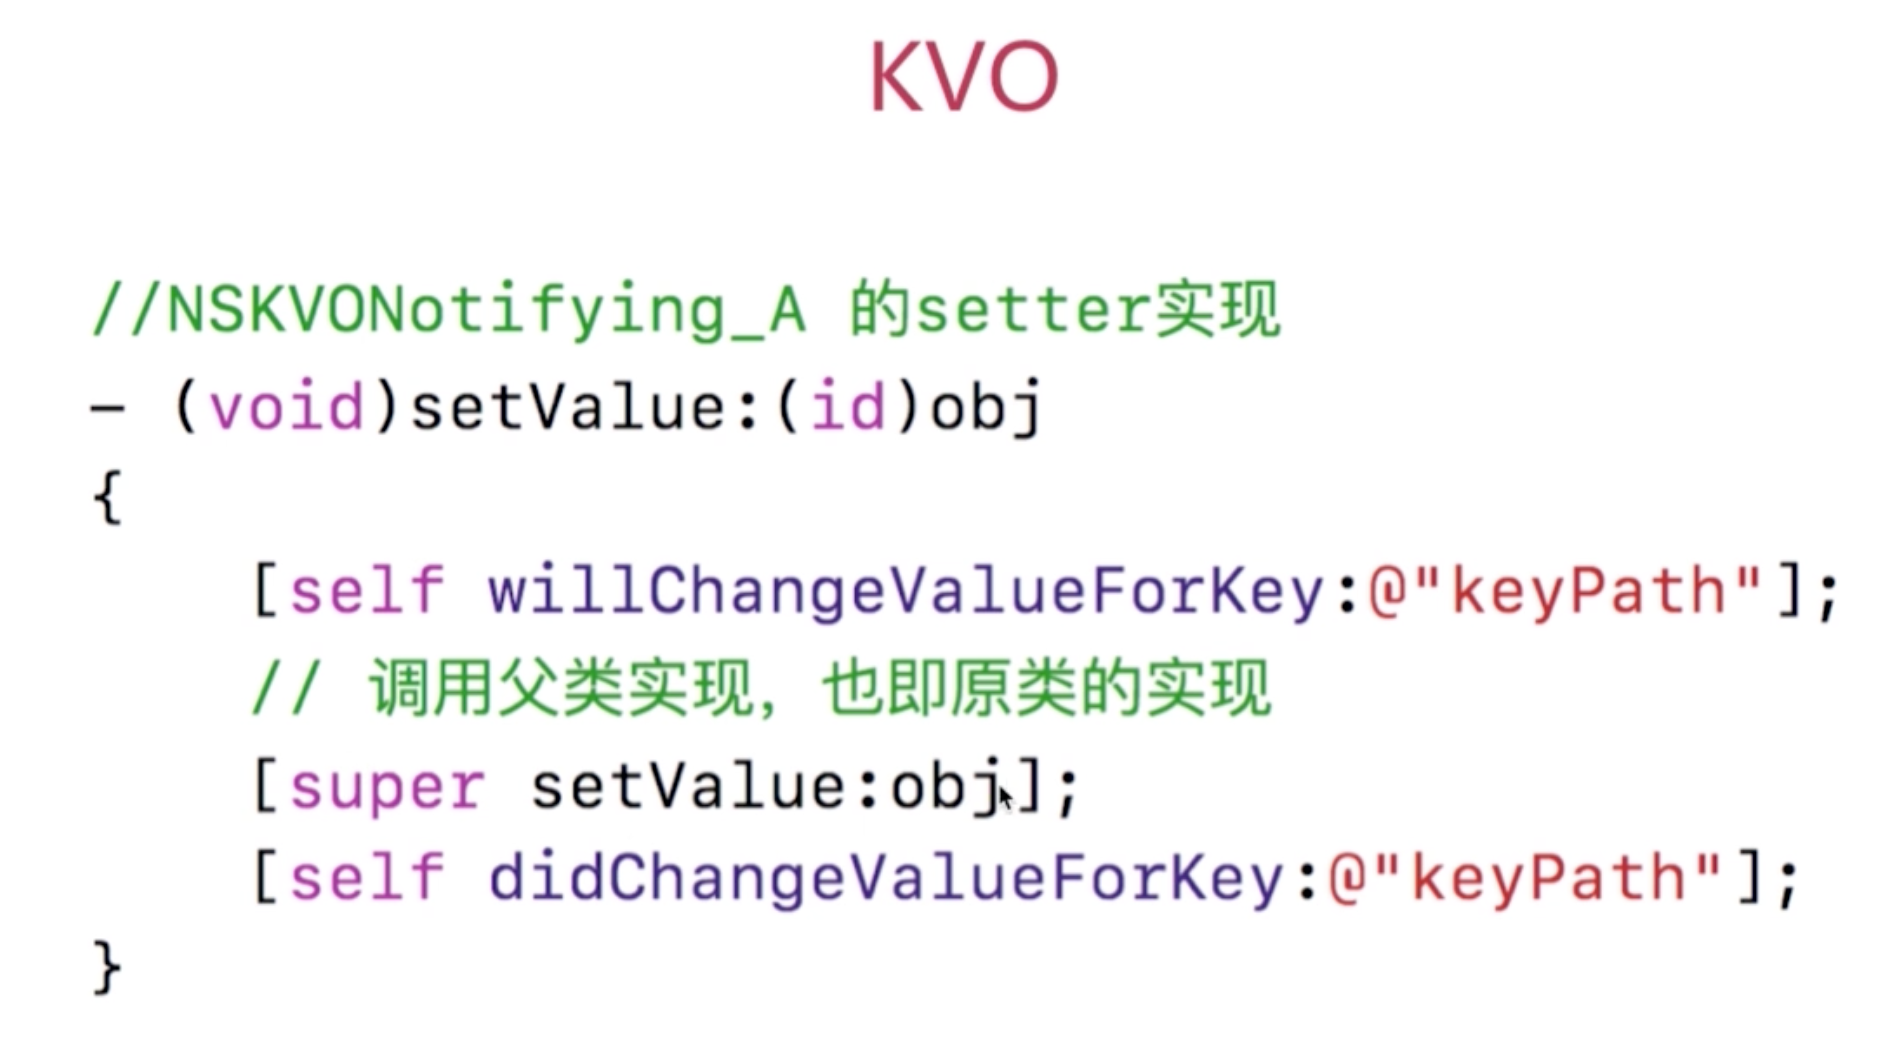 KVO
//NSKVONotifying_A 的setter实现
- (void)setValue:(id)obj
{
[self willChangeValueForKey:@"keyPath"];
// 调用父类实现，也即原类的实现
[super setValue:obj];
[self didChangeValueForKey:@"keyPath"];
}